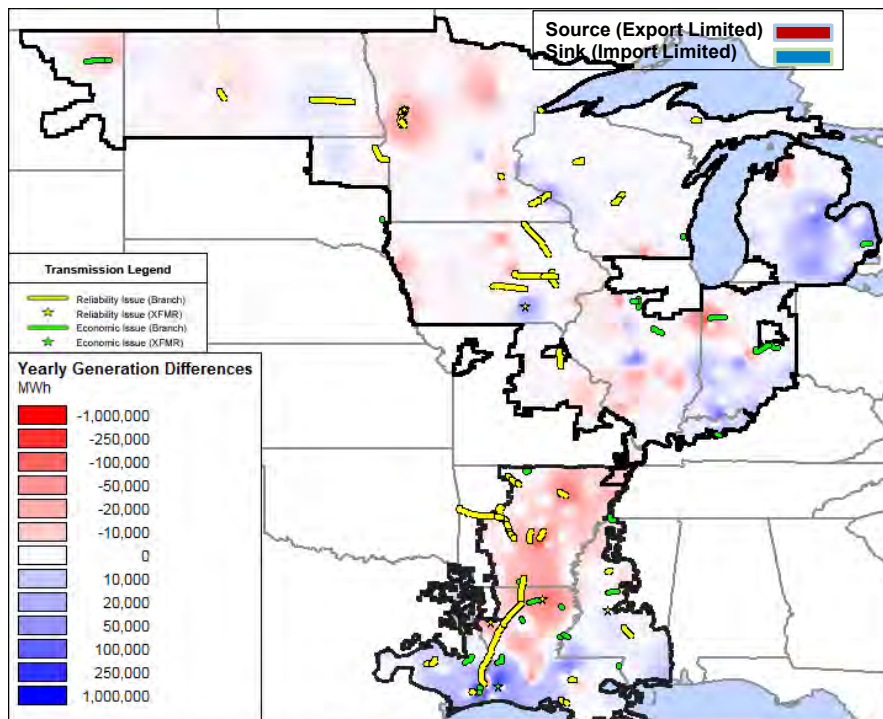 Source (Export Limited)
Sink (Import Limited)
Transmission Legend
Reliability Issue (Branch)
Reliability Issue (XFMR)
Economic Issue (Branch)
Economic Issue (XFMR)
Yearly Generation Differences
MWh
-1,000,000
-250,000
-100,000
-50,000
-20,000
-10,000
0
10,000
20,000
50,000
100,000
250,000
1,000,000